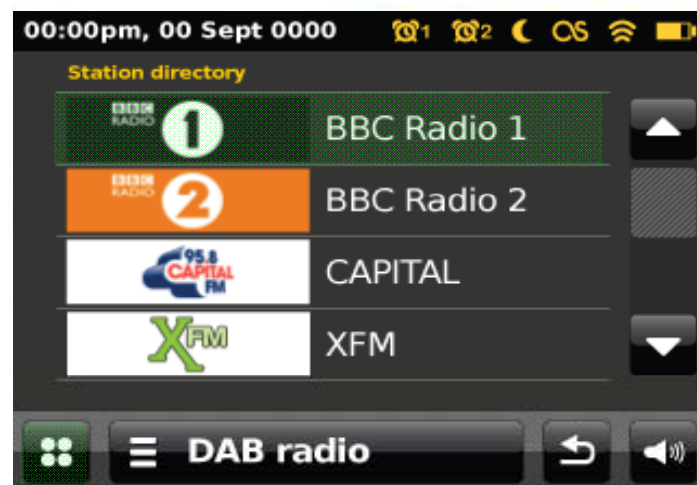 00:00pm, 00 Sept 0000 1 2 OS
Station directory
BBC RADIO 1 BBC Radio 1
BBC RADIO 2 BBC Radio 2
95.8 CAPITAL FM CAPITAL
XFM XFM
DAB radio